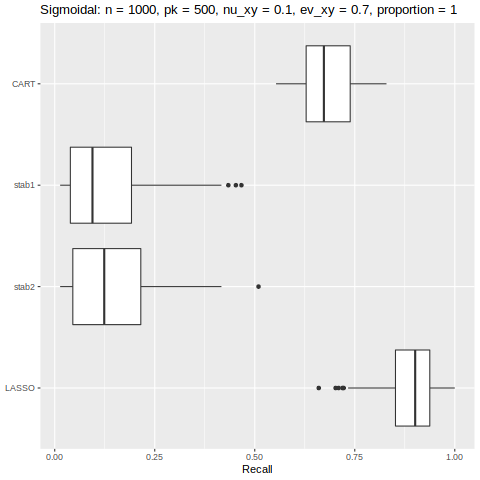 Sigmoidal: n = 1000, pk = 500, nu_xy = 0.1, ev_xy = 0.7, proportion = 1
CART
stab1
stab2
LASSO
0.00 0.25 0.50 0.75 1.00
Recall